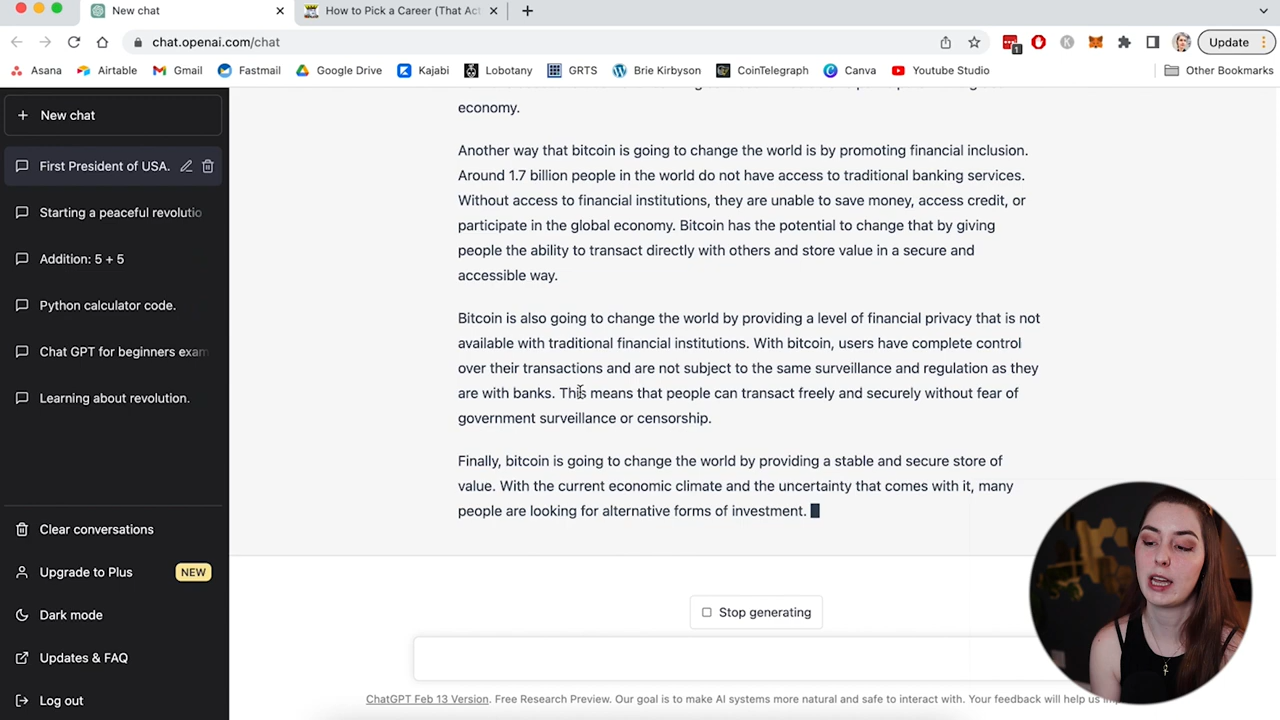 New chat
How to Pick a Career (That Act
chat.openai.com/chat
1
Update
Asana
Airtable
Gmail
Fastmail
Google Drive
Kajabi
Lobotany
GRTS
Brie Kirbyson
CoinTelegraph
Canva
Youtube Studio
Other Bookmarks
New chat
First President of USA.
Starting a peaceful revolutio
Addition: 5 + 5
Python calculator code.
Chat GPT for beginners exam
Learning about revolution.
Clear conversations
Upgrade to Plus NEW
Dark mode
Updates & FAQ
Log out
economy.
Another way that bitcoin is going to change the world is by promoting financial inclusion.
Around 1.7 billion people in the world do not have access to traditional banking services.
Without access to financial institutions, they are unable to save money, access credit, or
participate in the global economy. Bitcoin has the potential to change that by giving
people the ability to transact directly with others and store value in a secure and
accessible way.
Bitcoin is also going to change the world by providing a level of financial privacy that is not
available with traditional financial institutions. With bitcoin, users have complete control
over their transactions and are not subject to the same surveillance and regulation as they
are with banks. This means that people can transact freely and securely without fear of
government surveillance or censorship.
Finally, bitcoin is going to change the world by providing a stable and secure store of
value. With the current economic climate and the uncertainty that comes with it, many
people are looking for alternative forms of investment.
Stop generating
ChatGPT Feb 13 Version. Free Research Preview. Our goal is to make AI systems more natural and safe to interact with. Your feedback will help us